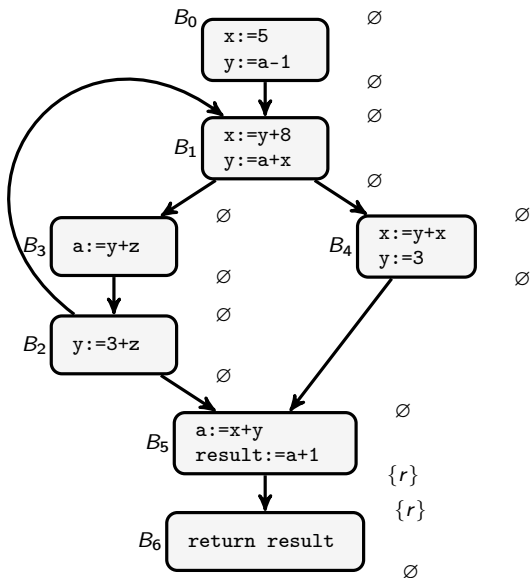 B₀
x:=5
y:=a-1
∅
∅
B₁
x:=y+8
y:=a+x
∅
∅
B₃
a:=y+z
∅
∅
B₄
x:=y+x
y:=3
∅
∅
B₂
y:=3+z
∅
∅
B₅
a:=x+y
result:=a+1
∅
{r}
B₆
return result
{r}
∅